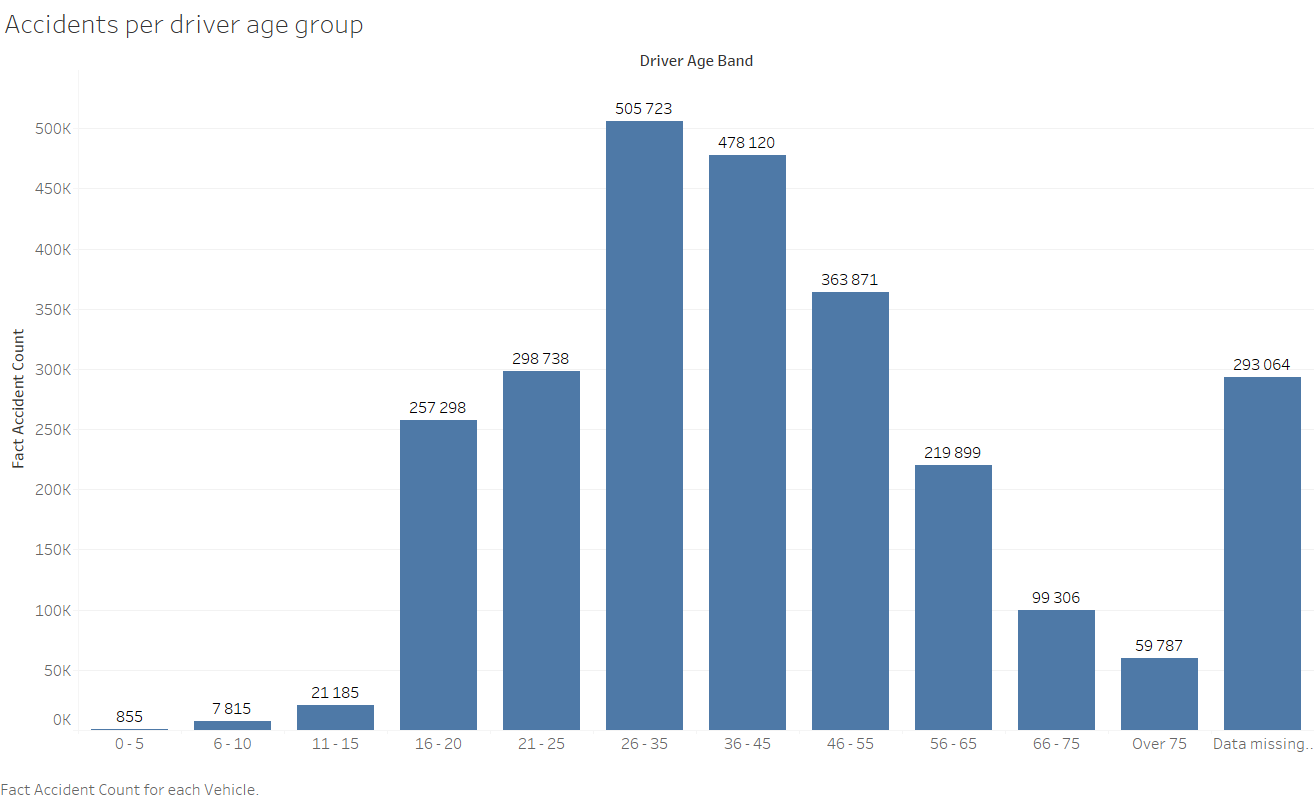 Accidents per driver age group
Driver Age Band
Fact Accident Count
500K
450K
400K
350K
300K
250K
200K
150K
100K
50K
0K
855
7 815
21 185
257 298
298 738
505 723
478 120
363 871
219 899
99 306
59 787
293 064
0 - 5
6 - 10
11 - 15
16 - 20
21 - 25
26 - 35
36 - 45
46 - 55
56 - 65
66 - 75
Over 75
Data missing..
Fact Accident Count for each Vehicle.